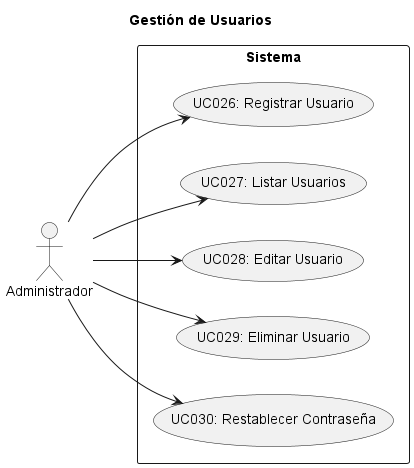 Gestión de Usuarios
Sistema
UC026: Registrar Usuario
UC027: Listar Usuarios
UC028: Editar Usuario
Administrador
UC029: Eliminar Usuario
UC030: Restablecer Contraseña